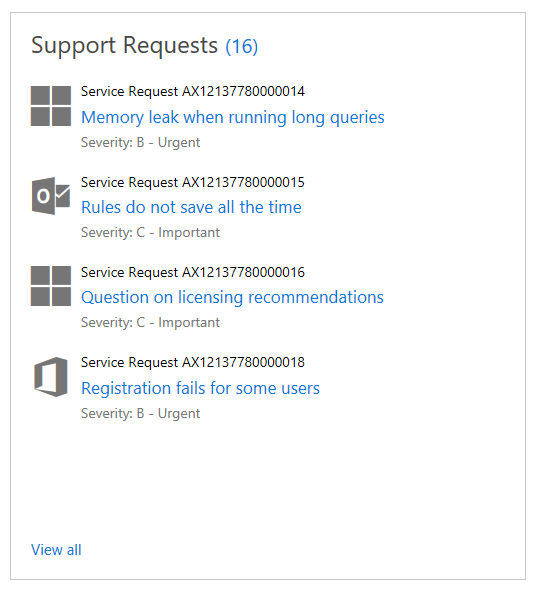 Support Requests (16)
Service Request AX12137780000014
Memory leak when running long queries
Severity: B - Urgent
Service Request AX12137780000015
Rules do not save all the time
Severity: C - Important
Service Request AX12137780000016
Question on licensing recommendations
Severity: C - Important
Service Request AX12137780000018
Registration fails for some users
Severity: B - Urgent
View all